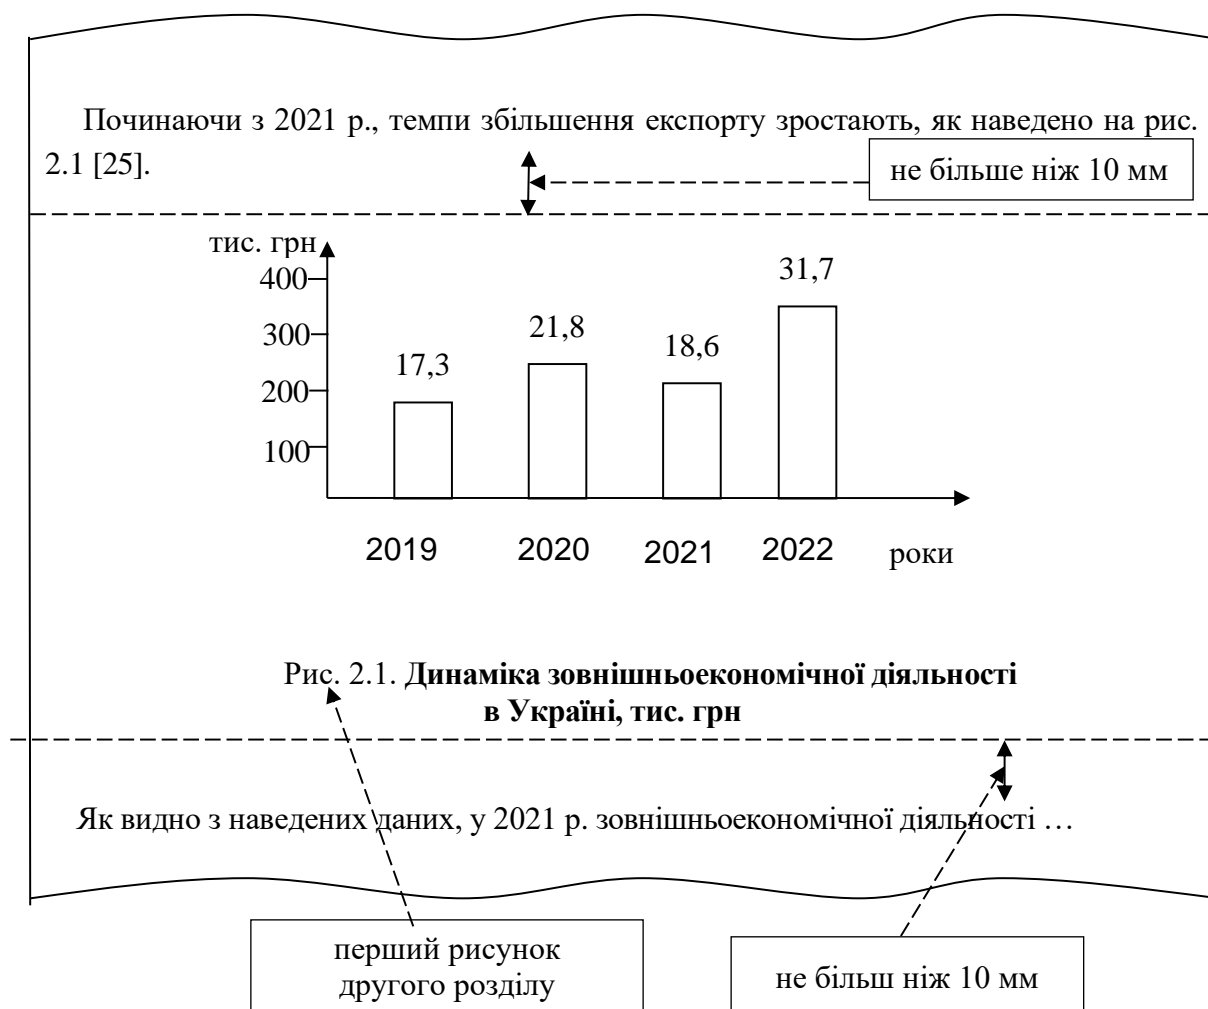 Починаючи з 2021 р., темпи збільшення експорту зростають, як наведено на рис.
2.1 [25].
не більше ніж 10 мм
тис. грн
400
300
200
100
17,3
21,8
18,6
31,7
2019
2020
2021
2022
роки
Рис. 2.1. Динаміка зовнішньоекономічної діяльності
в Україні, тис. грн
Як видно з наведених даних, у 2021 р. зовнішньоекономічної діяльності …
перший рисунок
другого розділу
не більш ніж 10 мм